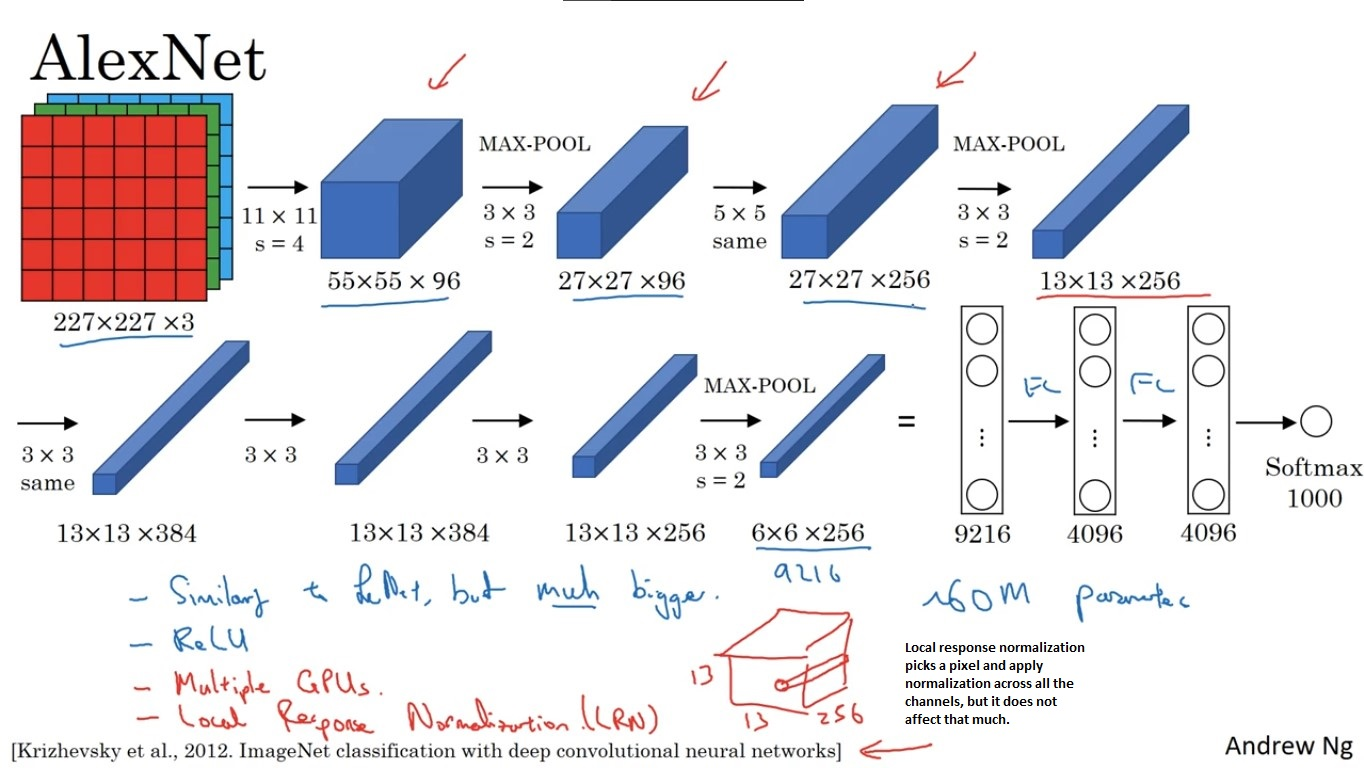 AlexNet
MAX-POOL
MAX-POOL
11 × 11
s = 4
3 × 3
s = 2
5 × 5
same
3 × 3
s = 2
227×227 ×3
55×55 × 96
27×27 ×96
27×27 ×256
13×13 ×256
FC
FC
MAX-POOL
3 × 3
same
3 × 3
3 × 3
3 × 3
s = 2
=
Softmax
1000
13×13 ×384
13×13 ×384
13×13 ×256
6×6 ×256
9216
4096
4096
9216
- Similary to LeNet, but much bigger.
~60M parameter
- ReLU
- Multiple GPUs.
- Local Response Normalization (LRN)
13
13
256
Local response normalization
picks a pixel and apply
normalization across all the
channels, but it does not
affect that much.
[Krizhevsky et al., 2012. ImageNet classification with deep convolutional neural networks]
Andrew Ng